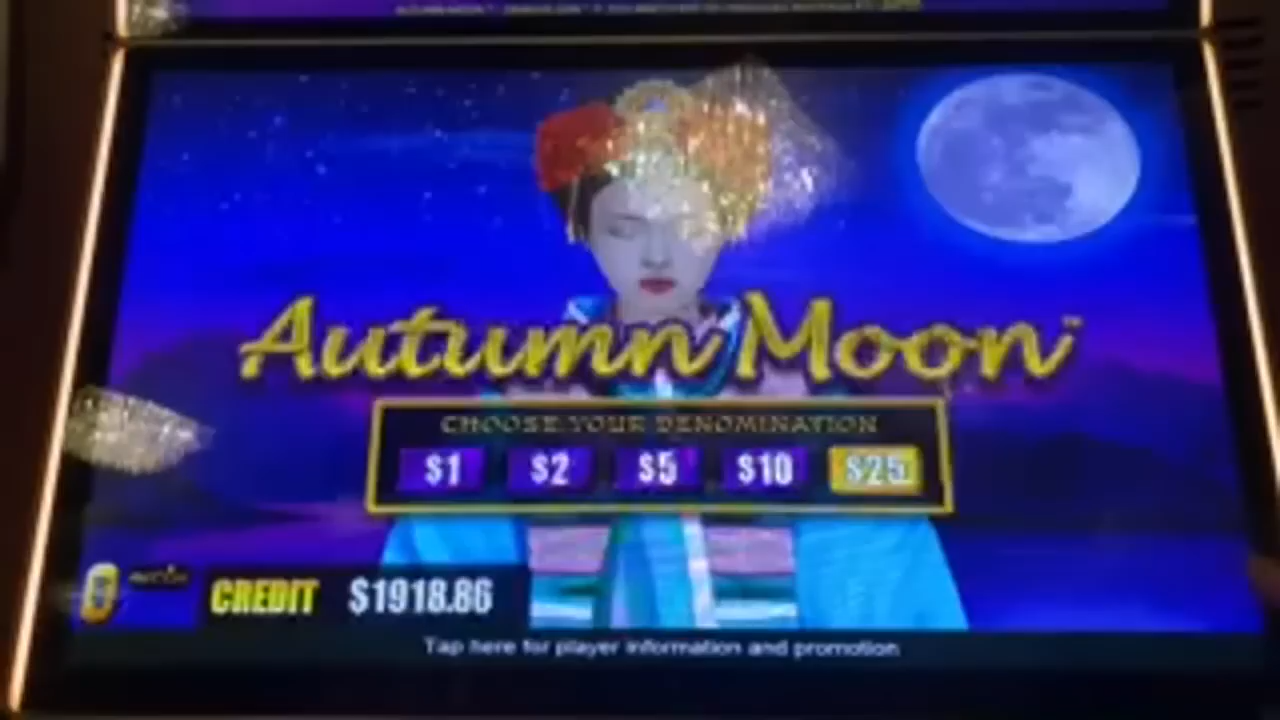 Autumn Moon™
CHOOSE YOUR DENOMINATION
$1 $2 $5 $10 $25
CREDIT $1918.86
Tap here for player information and promotion